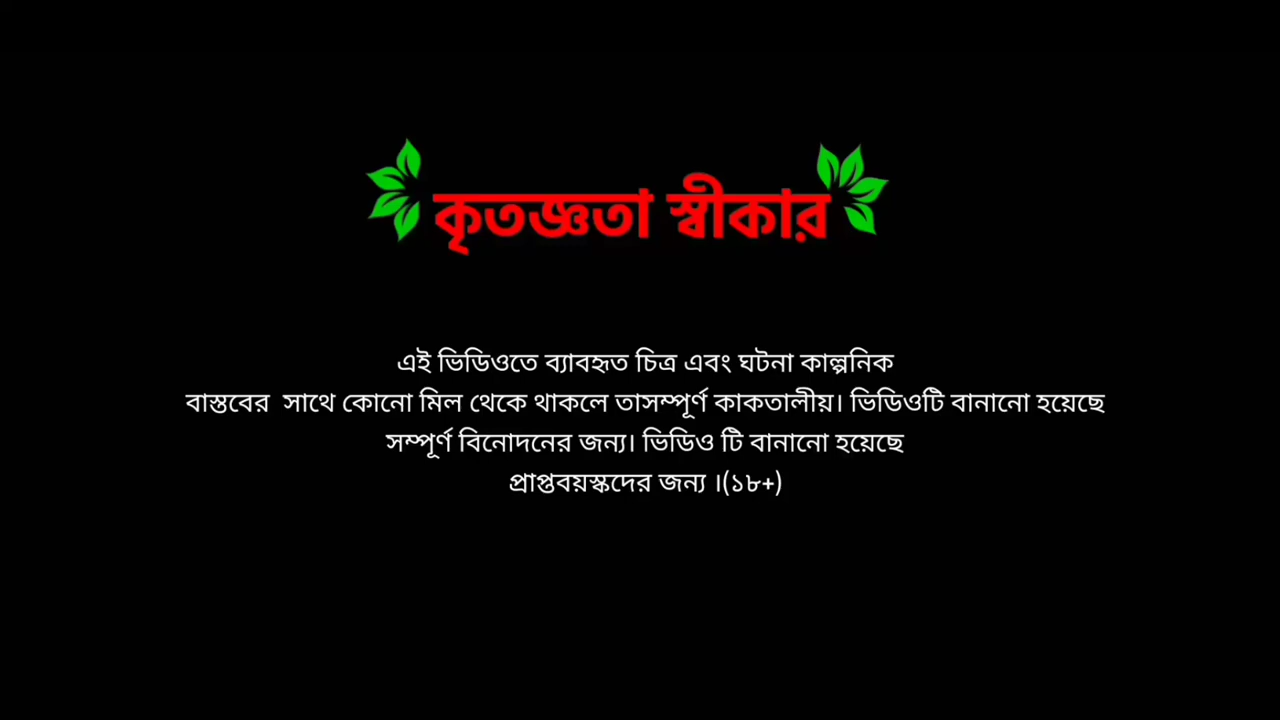 কৃতজ্ঞতা স্বীকার
এই ভিডিওতে ব্যাবহৃত চিত্র এবং ঘটনা কাল্পনিক
বাস্তবের সাথে কোনো মিল থেকে থাকলে তাসম্পূর্ণ কাকতালীয়। ভিডিওটি বানানো হয়েছে
সম্পূর্ণ বিনোদনের জন্য। ভিডিও টি বানানো হয়েছে
প্রাপ্তবয়স্কদের জন্য ।(১৮+)